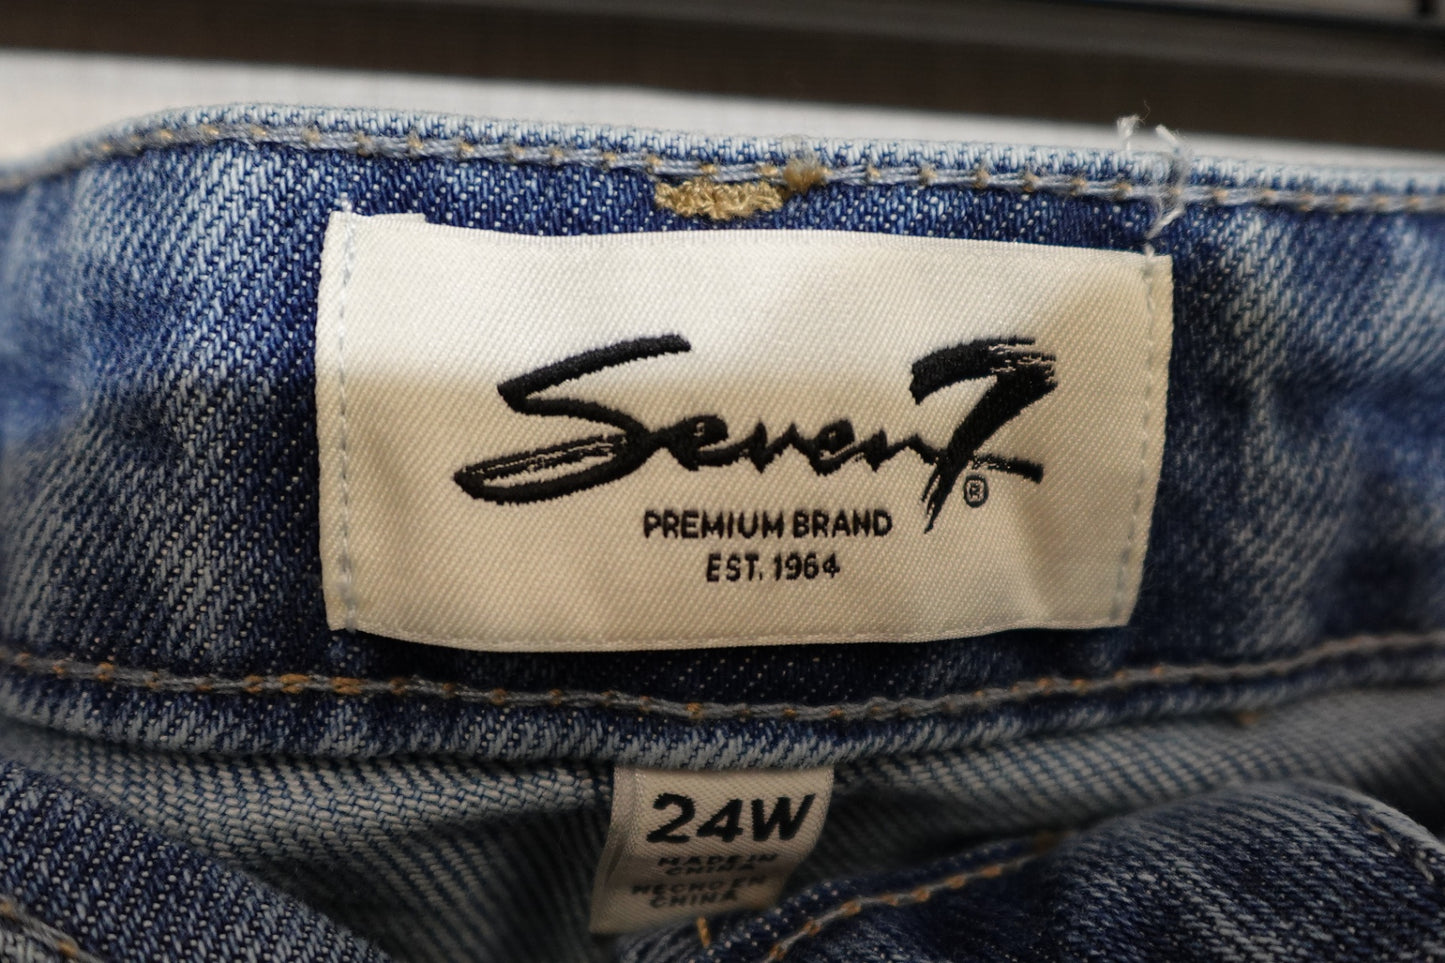 Seven7®
PREMIUM BRAND
EST. 1964
24W
MADE IN
CHINA
HECHO EN
CHINA